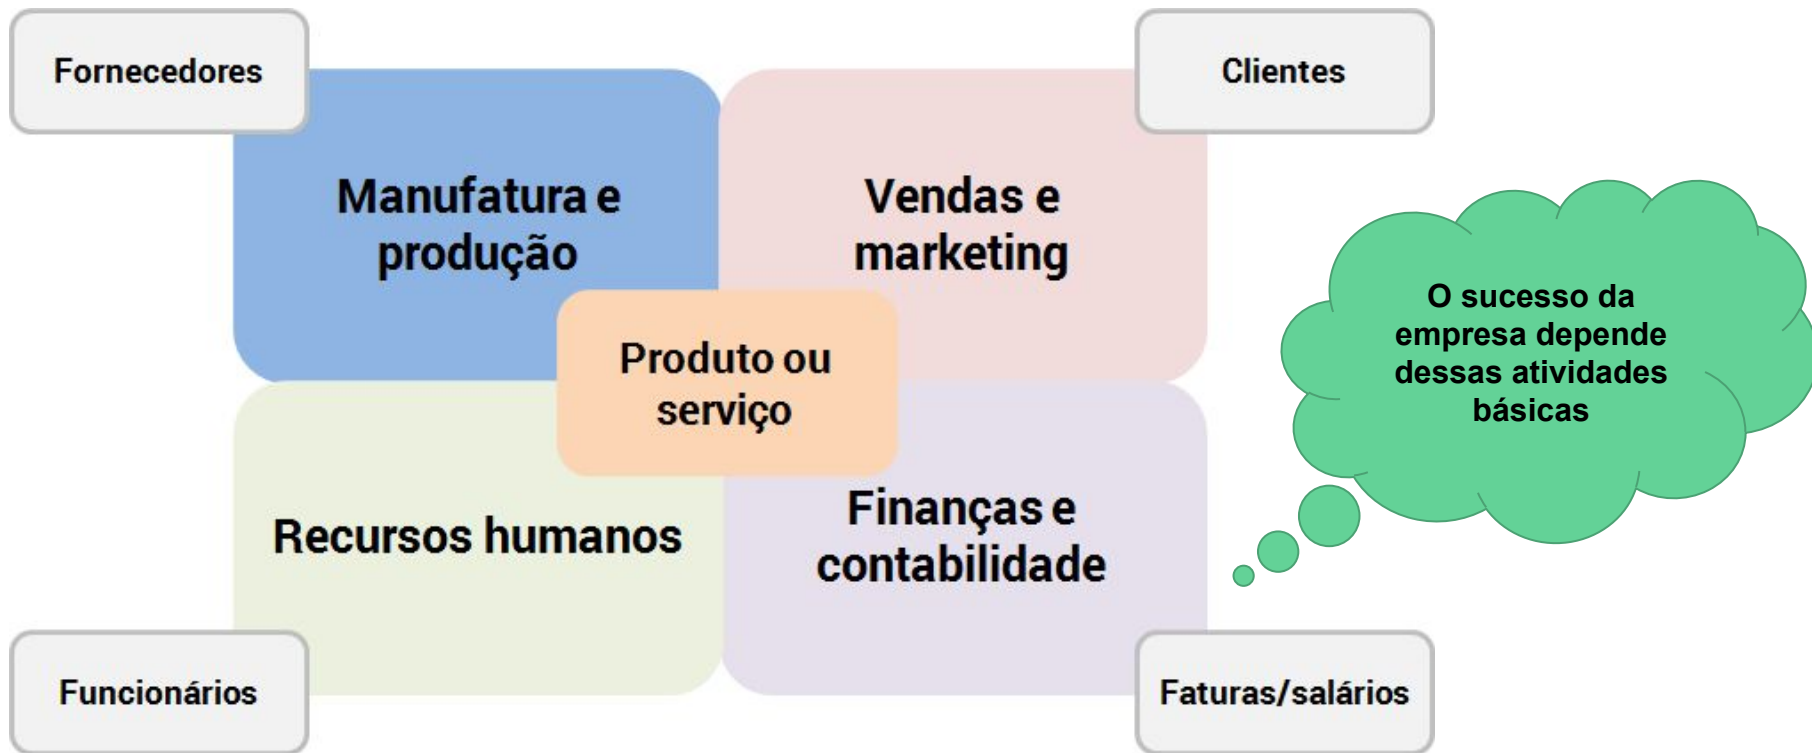 Fornecedores
Clientes
Manufatura e
produção
Vendas e
marketing
Produto ou
serviço
Recursos humanos
Finanças e
contabilidade
Funcionários
Faturas/salários
O sucesso da
empresa depende
dessas atividades
básicas